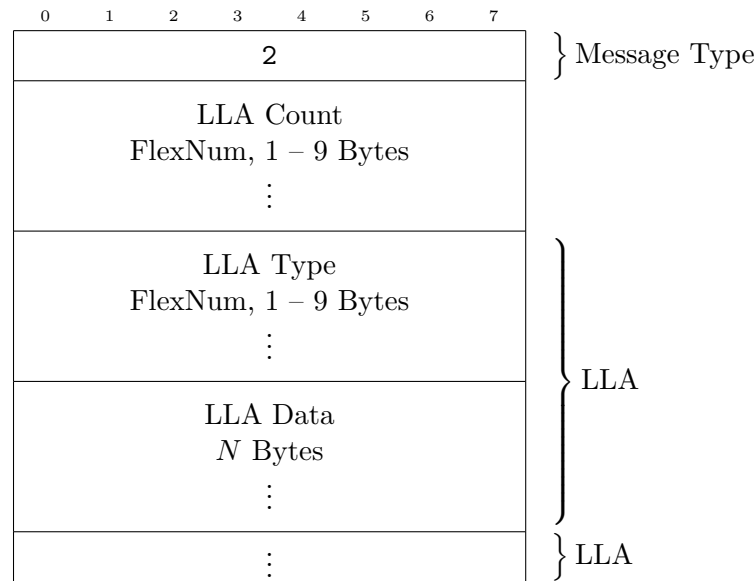 0 1 2 3 4 5 6 7
2
Message Type
LLA Count
FlexNum, 1 – 9 Bytes
⋮
LLA Type
FlexNum, 1 – 9 Bytes
⋮
LLA
LLA Data
N Bytes
⋮
⋮
LLA